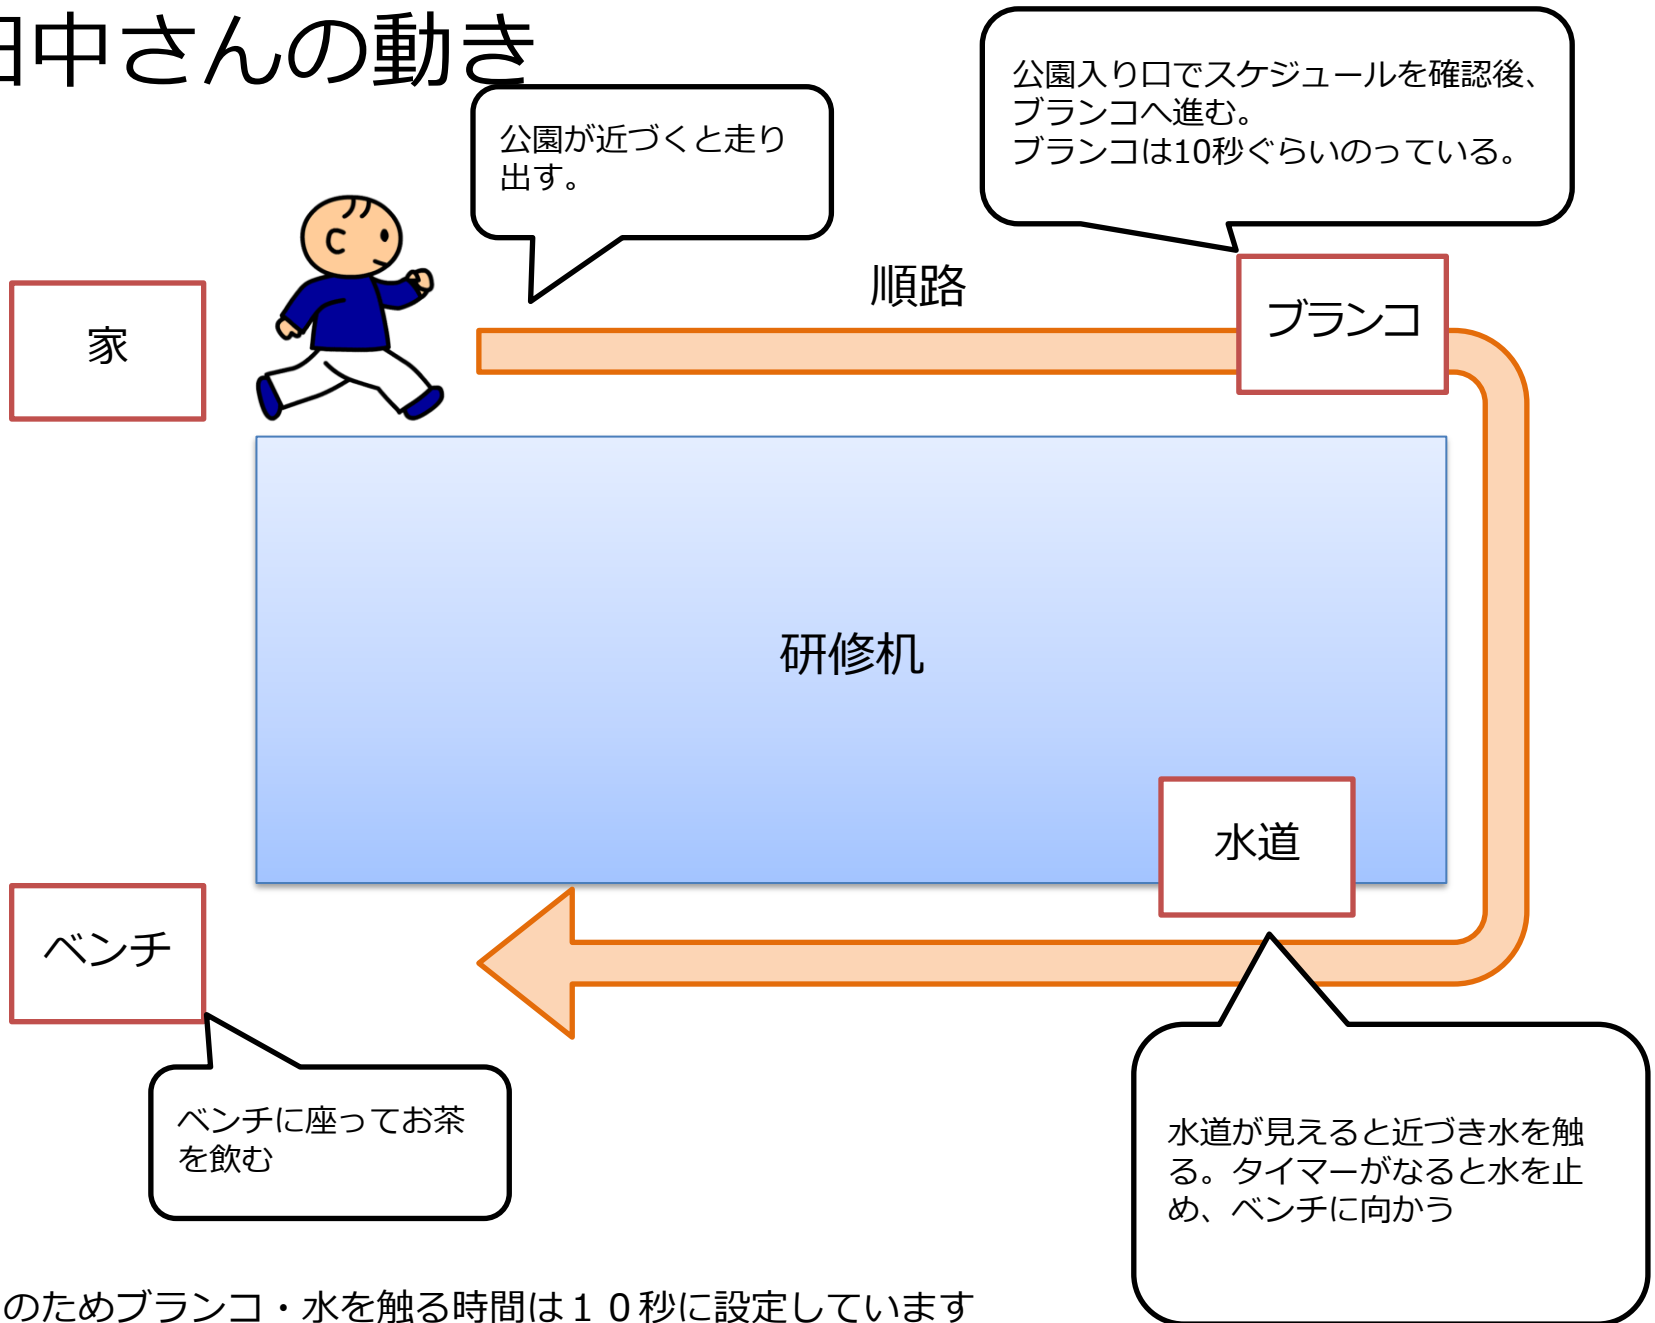 田中さんの動き
公園入り口でスケジュールを確認後、
ブランコへ進む。
ブランコは10秒ぐらいのっている。
公園が近づくと走り
出す。
順路
家
ブランコ
研修机
水道
ベンチ
ベンチに座ってお茶
を飲む
水道が見えると近づき水を触
る。タイマーがなると水を止
め、ベンチに向かう
のためブランコ・水を触る時間は１０秒に設定しています